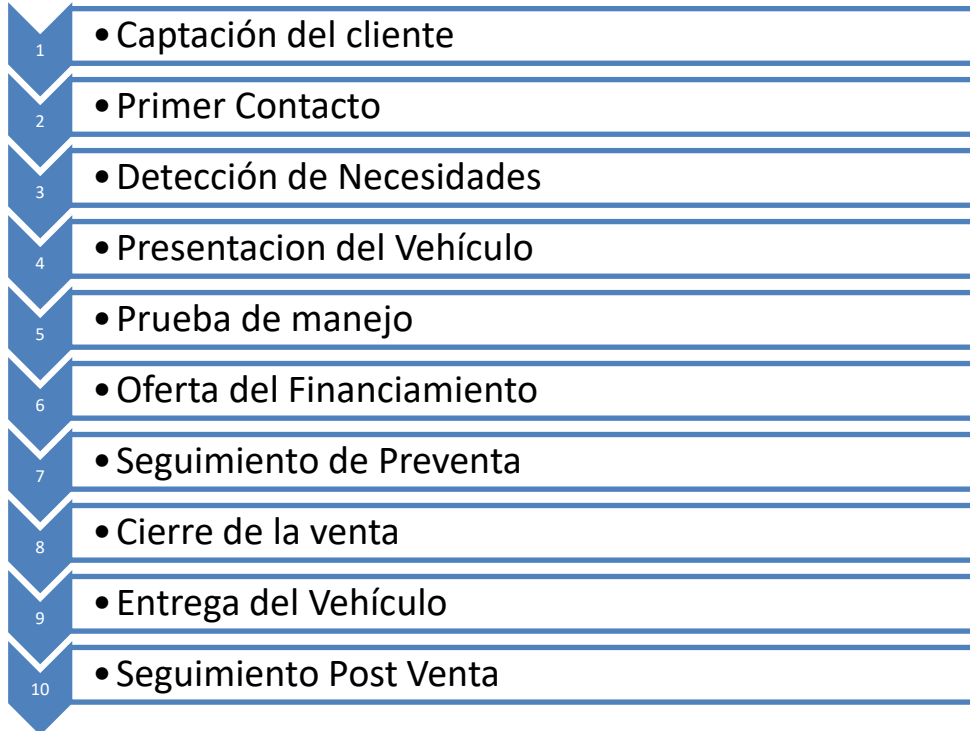 1 • Captación del cliente
2 • Primer Contacto
3 • Detección de Necesidades
4 • Presentacion del Vehículo
5 • Prueba de manejo
6 • Oferta del Financiamiento
7 • Seguimiento de Preventa
8 • Cierre de la venta
9 • Entrega del Vehículo
10 • Seguimiento Post Venta